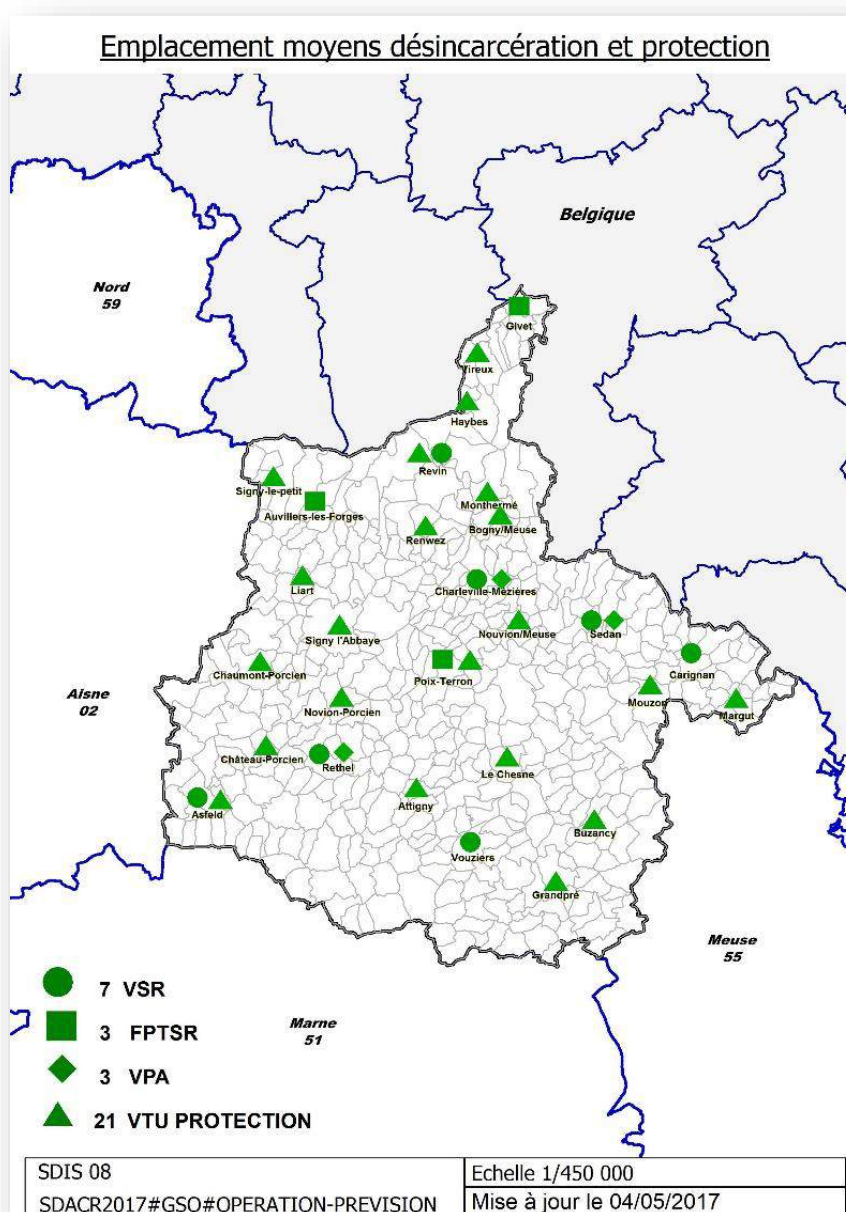 Emplacement moyens désincarcération et protection
Belgique
Nord
59
Givet
Vireux
Haybes
Revin
Signy-le-petit
Auvillers-les-Forges
Monthermé
Bogny/Meuse
Renwez
Liart
Charleville-Mézières
Signy l'Abbaye
Nouvion/Meuse
Sedan
Carignan
Chaumont-Porcien
Poix-Terron
Mouzon
Margut
Aisne
02
Novion-Porcien
Château-Porcien
Rethel
Le Chesne
Asfeld
Attigny
Buzancy
Vouziers
Grandpré
Meuse
55
Marne
51
7 VSR
3 FPTSR
3 VPA
21 VTU PROTECTION
SDIS 08
Echelle 1/450 000
SDACR2017#GSO#OPERATION-PREVISION
Mise à jour le 04/05/2017